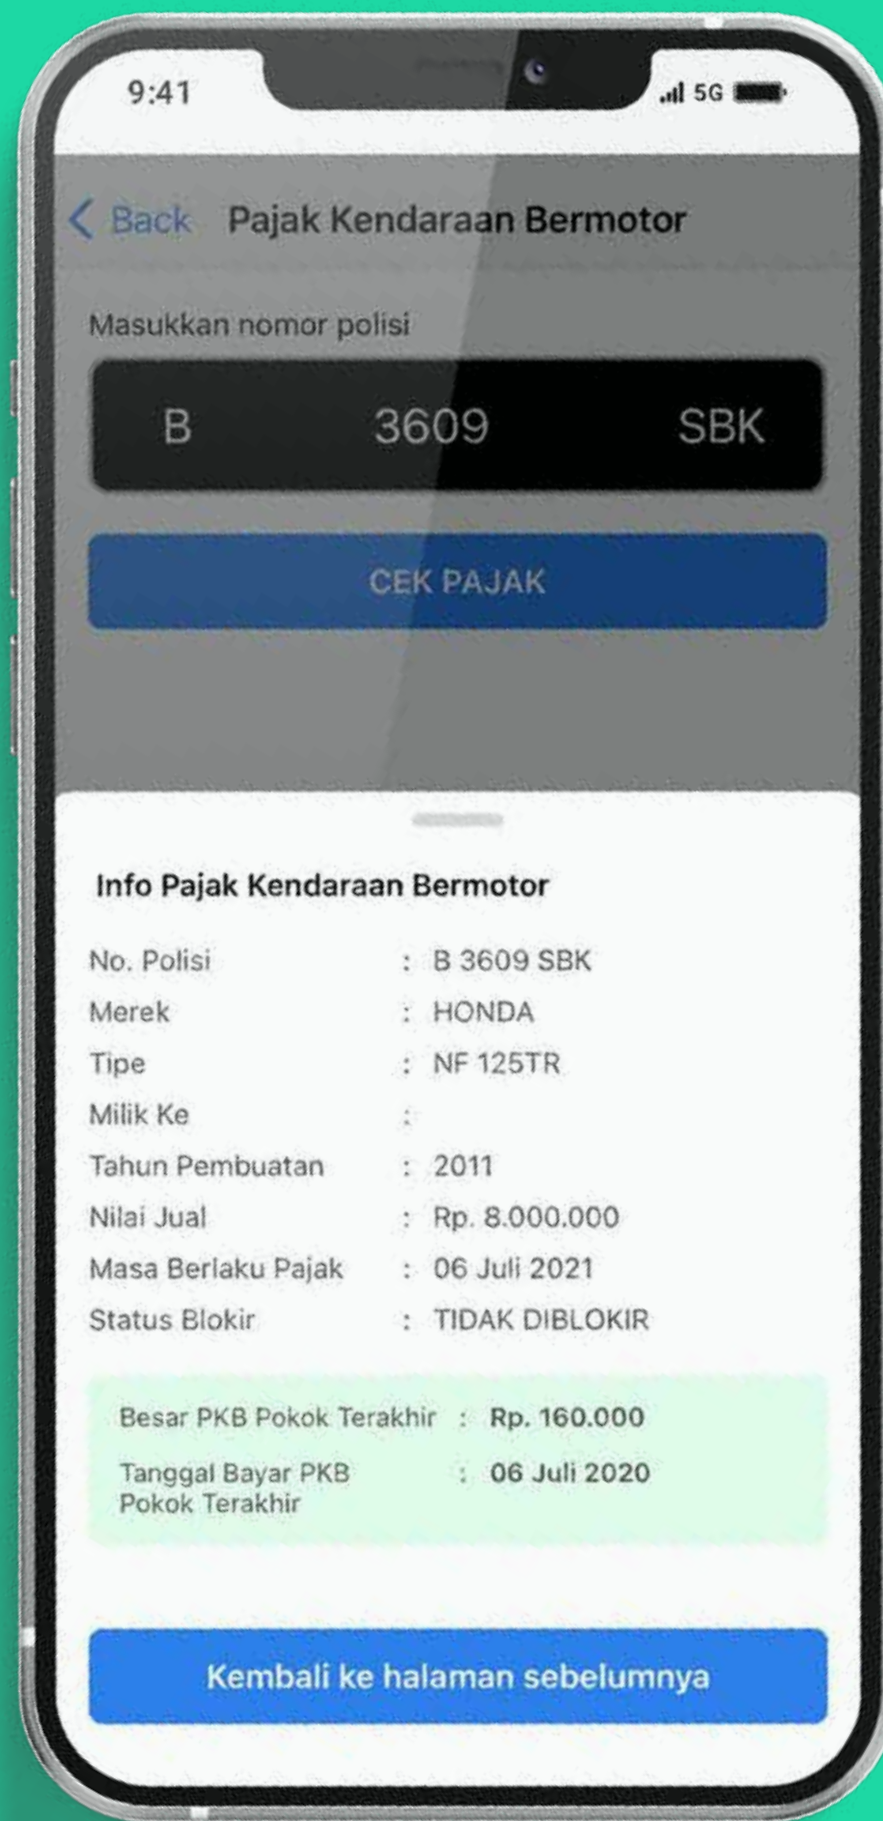 9:41
5G
Back Pajak Kendaraan Bermotor
Masukkan nomor polisi
B 3609 SBK
CEK PAJAK
Info Pajak Kendaraan Bermotor
No. Polisi : B 3609 SBK
Merek : HONDA
Tipe : NF 125TR
Milik Ke :
Tahun Pembuatan : 2011
Nilai Jual : Rp. 8.000.000
Masa Berlaku Pajak : 06 Juli 2021
Status Blokir : TIDAK DIBLOKIR
Besar PKB Pokok Terakhir : Rp. 160.000
Tanggal Bayar PKB : 06 Juli 2020
Pokok Terakhir
Kembali ke halaman sebelumnya